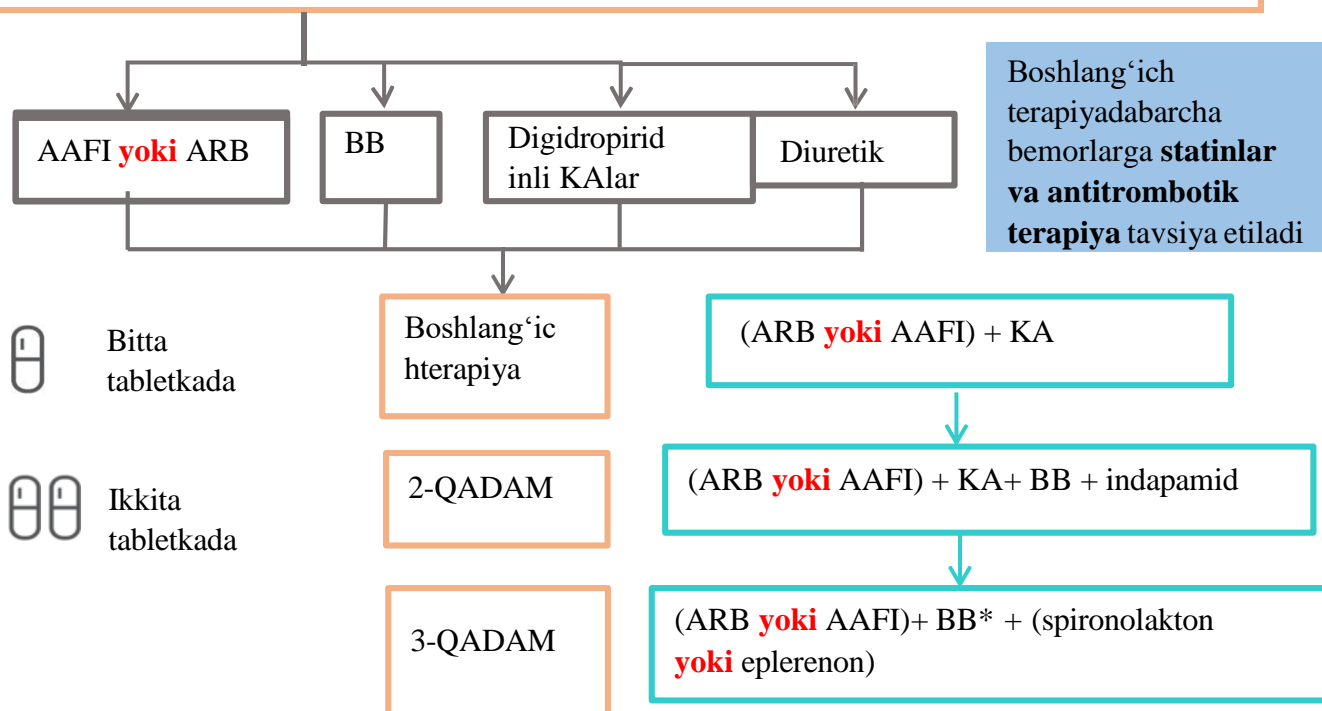 AAFI yoki ARB
BB
Digidropirid
inli KAlar
Diuretik
Boshlang‘ich
terapiyadabarcha
bemorlarga statinlar
va antitrombotik
terapiya tavsiya etiladi
Bitta
tabletkada
Boshlang‘ic
hterapiya
(ARB yoki AAFI) + KA
Ikkita
tabletkada
2-QADAM
(ARB yoki AAFI) + KA+ BB + indapamid
3-QADAM
(ARB yoki AAFI)+ BB* + (spironolakton
yoki eplerenon)